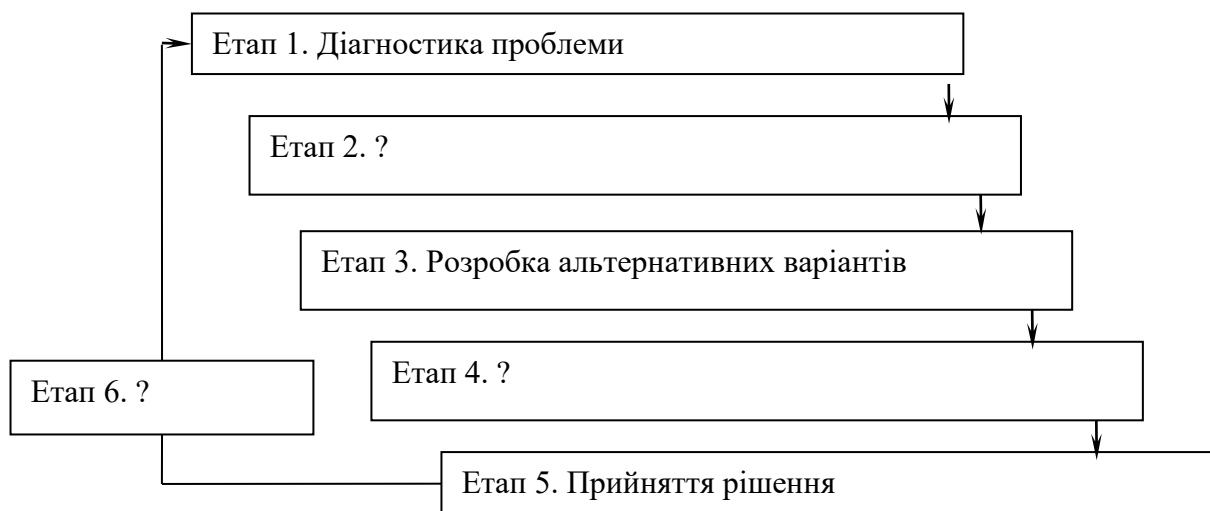 Етап 1. Діагностика проблеми
Етап 2. ?
Етап 3. Розробка альтернативних варіантів
Етап 4. ?
Етап 6. ?
Етап 5. Прийняття рішення